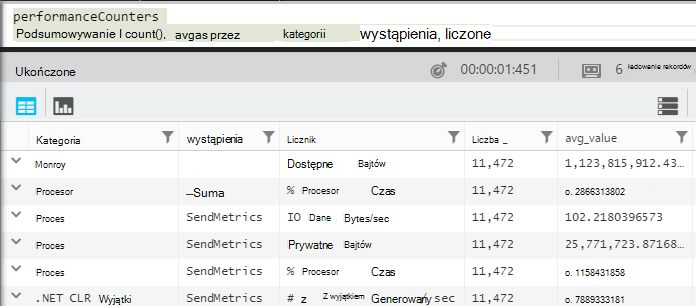 performanceCounters
Podsumowywanie I count(), avgas przez kategorii wystąpienia, liczone
Ukończone 00:00:01:451 6 ładowanie rekordów
Kategoria wystąpienia Licznik Liczba _ avg_value
Monroy Dostępne Bajtów 11,472 1,123,815,912.43...
Procesor —Suma % Procesor Czas 11,472 o. 2866313802
Proces SendMetrics IO Dane Bytes/sec 11,472 102.2180396573
Proces SendMetrics Prywatne Bajtów 11,472 25,771,723.87168...
Proces SendMetrics % Procesor Czas 11,472 o. 1158431858
.NET CLR Wyjątki SendMetrics # z Z wyjątkiem Generowany/ sec 11,472 o. 7889333181